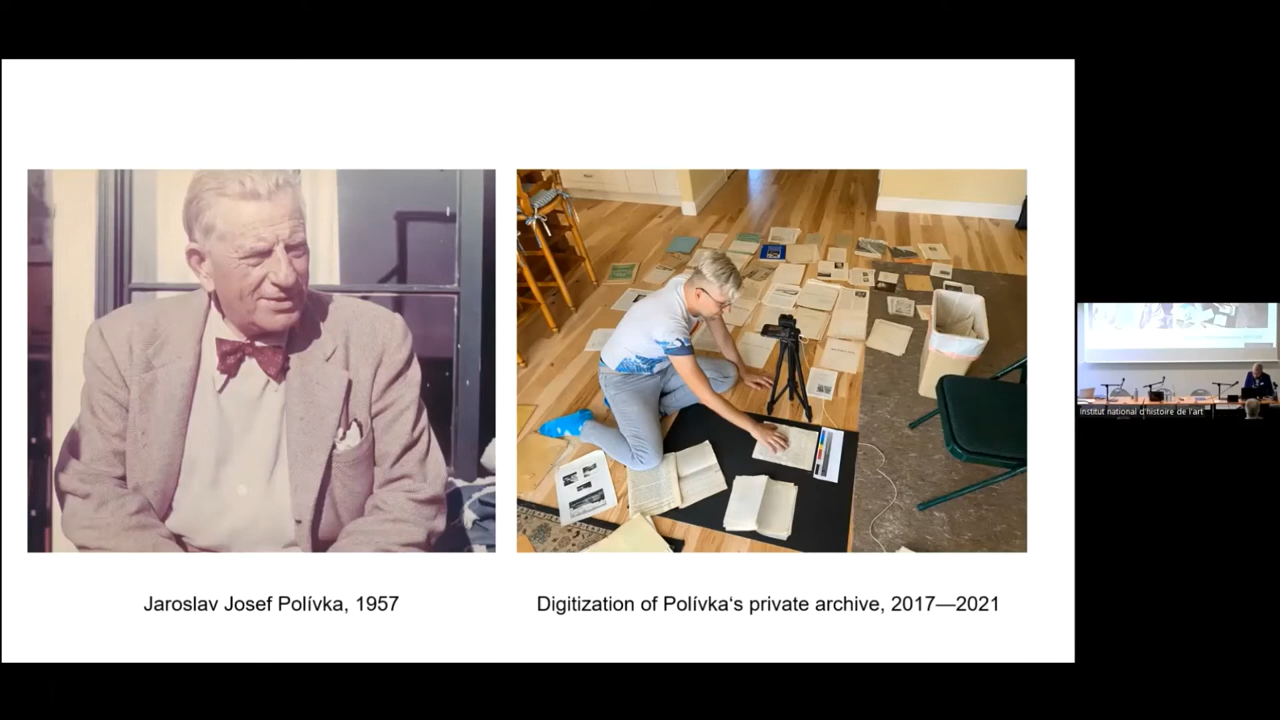 Jaroslav Josef Polívka, 1957
Digitization of Polívka‘s private archive, 2017—2021
Institut national d'histoire de l'art